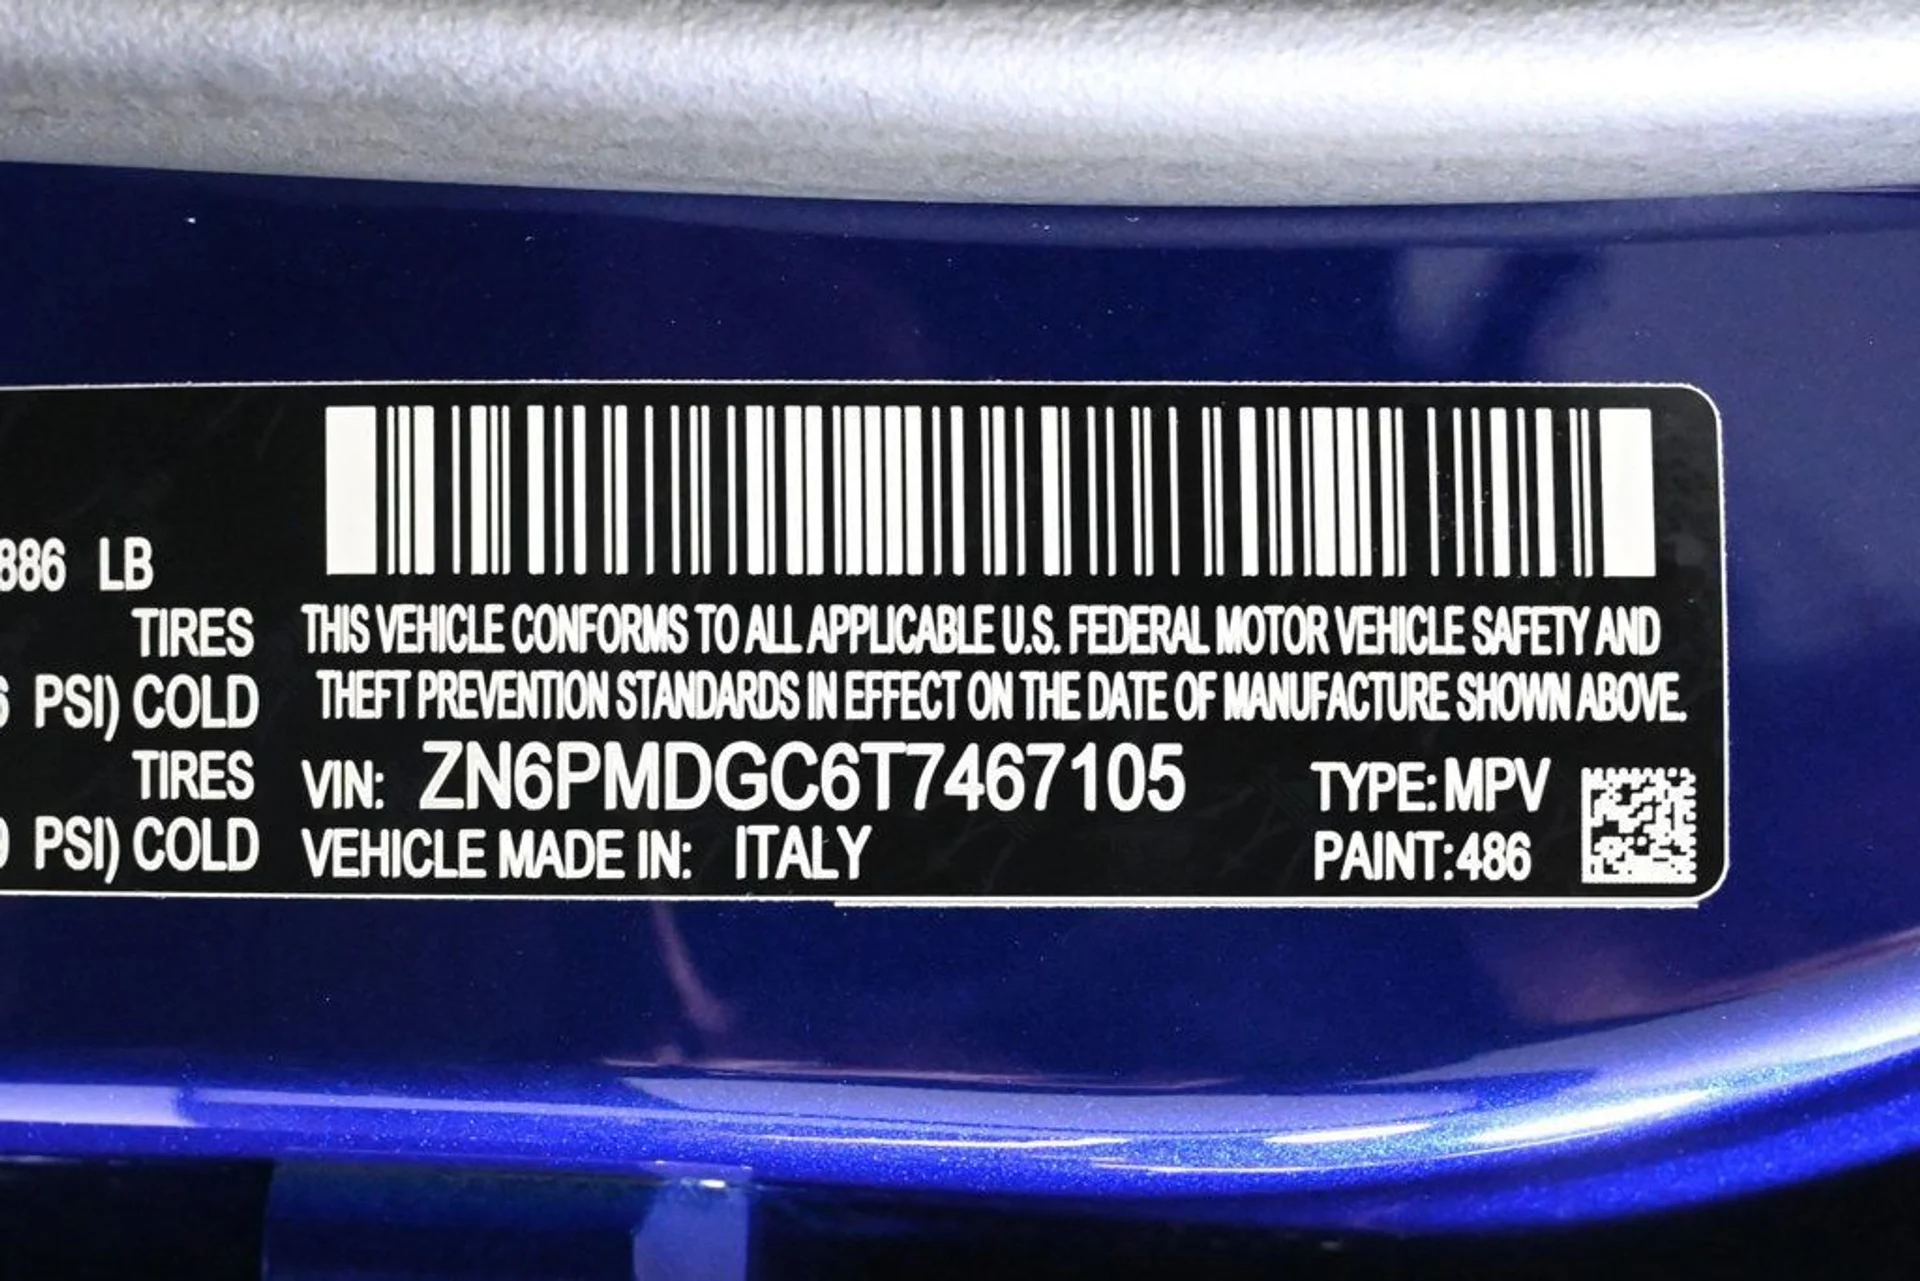 886 LB
TIRES
PSI) COLD
TIRES
PSI) COLD
THIS VEHICLE CONFORMS TO ALL APPLICABLE U.S. FEDERAL MOTOR VEHICLE SAFETY AND
THEFT PREVENTION STANDARDS IN EFFECT ON THE DATE OF MANUFACTURE SHOWN ABOVE.
VIN: ZN6PMDGC6T7467105
VEHICLE MADE IN: ITALY
TYPE: MPV
PAINT:486